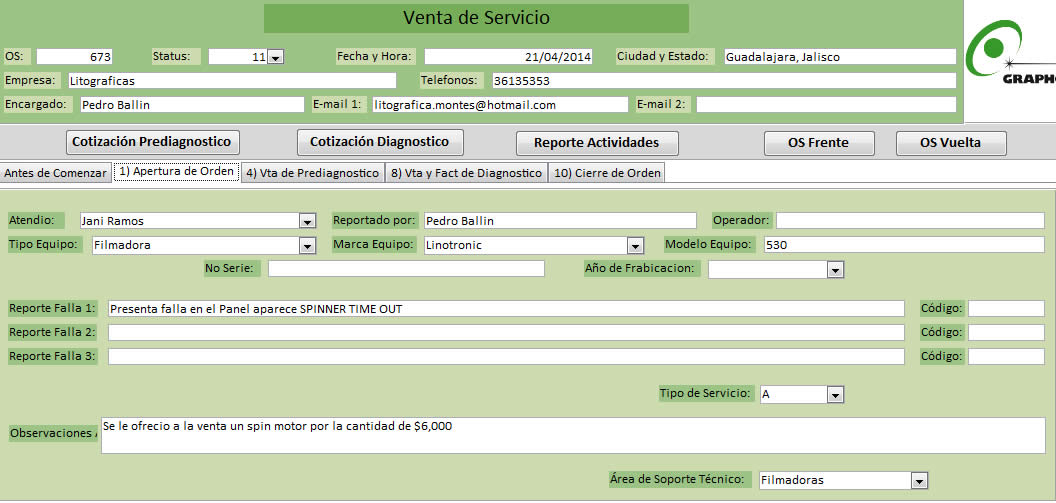 Venta de Servicio
OS: 673 Status: 11 Fecha y Hora: 21/04/2014 Ciudad y Estado: Guadalajara, Jalisco
Empresa: Litograficas Telefonos: 36135353
Encargado: Pedro Ballin E-mail 1: litografica.montes@hotmail.com E-mail 2:
GRAPH
Cotización Prediagnostico Cotización Diagnostico Reporte Actividades OS Frente OS Vuelta
Antes de Comenzar 1) Apertura de Orden 4) Vta de Prediagnostico 8) Vta y Fact de Diagnostico 10) Cierre de Orden
Atendio: Jani Ramos Reportado por: Pedro Ballin Operador:
Tipo Equipo: Filmadora Marca Equipo: Linotronic Modelo Equipo: 530
No Serie: Año de Frabicacion:
Reporte Falla 1: Presenta falla en el Panel aparece SPINNER TIME OUT Código:
Reporte Falla 2: Código:
Reporte Falla 3: Código:
Tipo de Servicio: A
Observaciones Se le ofrecio a la venta un spin motor por la cantidad de $6,000
Área de Soporte Técnico: Filmadoras